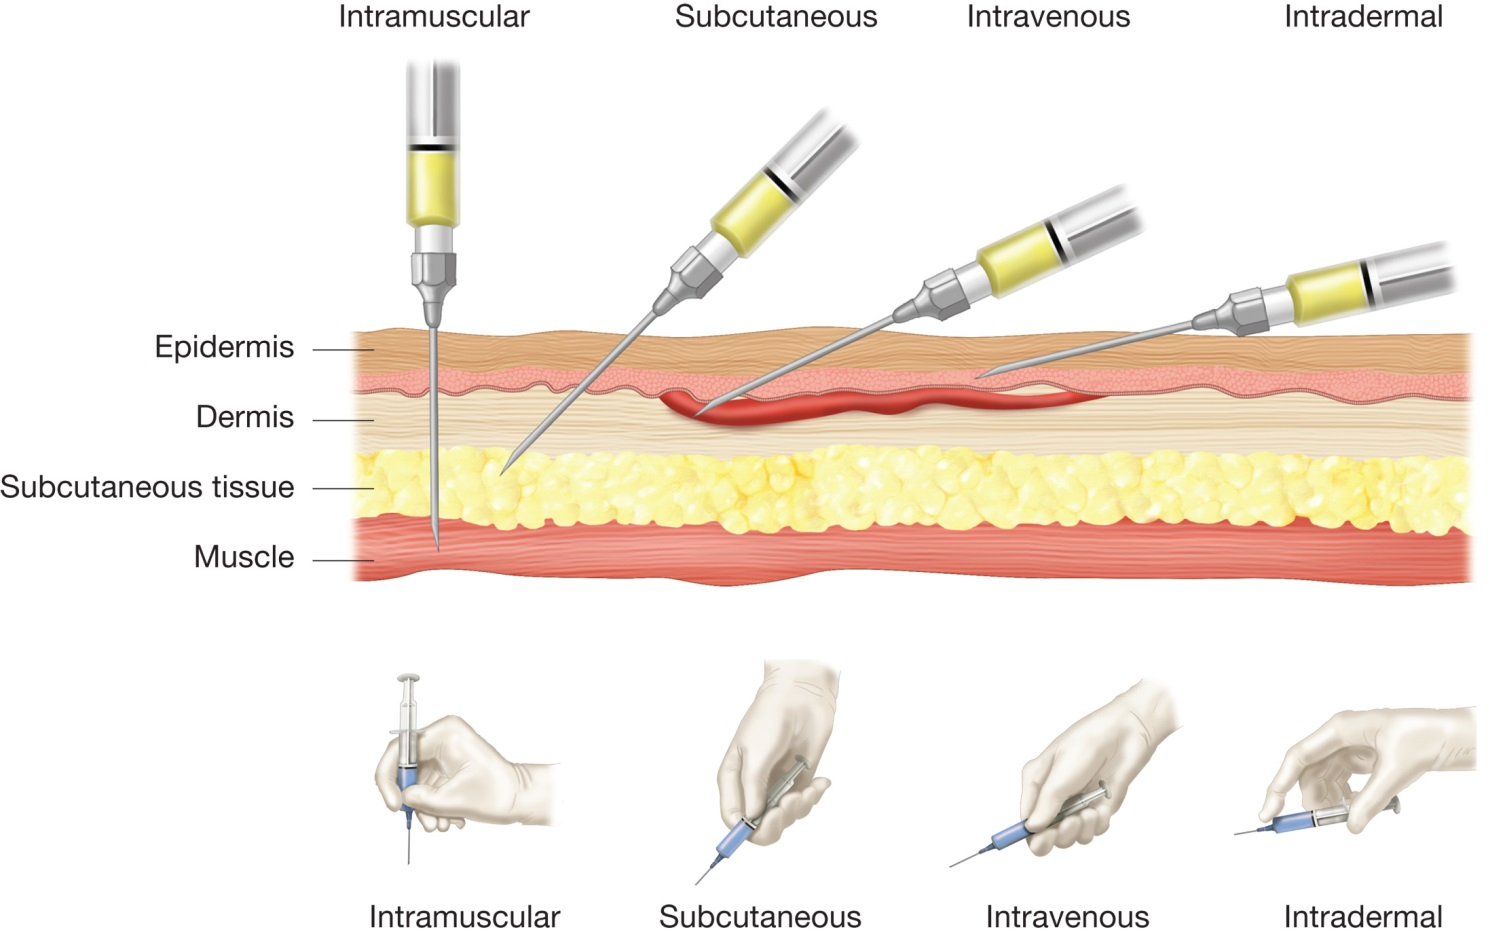 Intramuscular
Subcutaneous
Intravenous
Intradermal
Epidermis
Dermis
Subcutaneous tissue
Muscle
Intramuscular
Subcutaneous
Intravenous
Intradermal